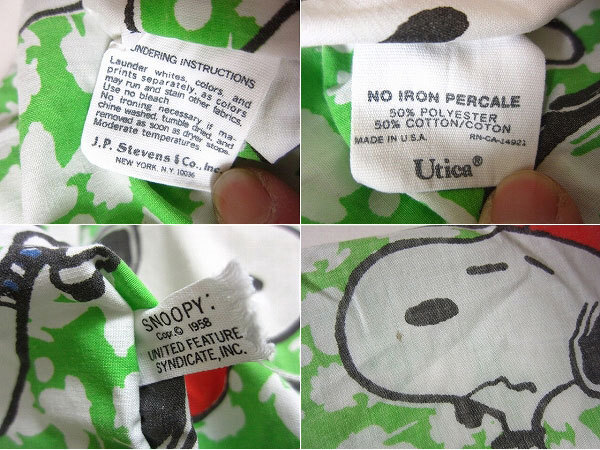 UNDERING INSTRUCTIONS
Launder whites, colors, and
prints separately, as colors
may run and stain other fabrics.
Use no bleach
No ironing necessary if ma-
chine washed, tumble dried, and
removed as soon as dryer stops.
Moderate temperatures.
J.P. Stevens & Co., Inc.
NEW YORK, N.Y. 10036
NO IRON PERCALE
50% POLYESTER
50% COTTON/COTON
MADE IN U.S.A. RN-CA-14921
Utica®
SNOOPY:
Cop. © 1958
UNITED FEATURE
SYNDICATE, INC.